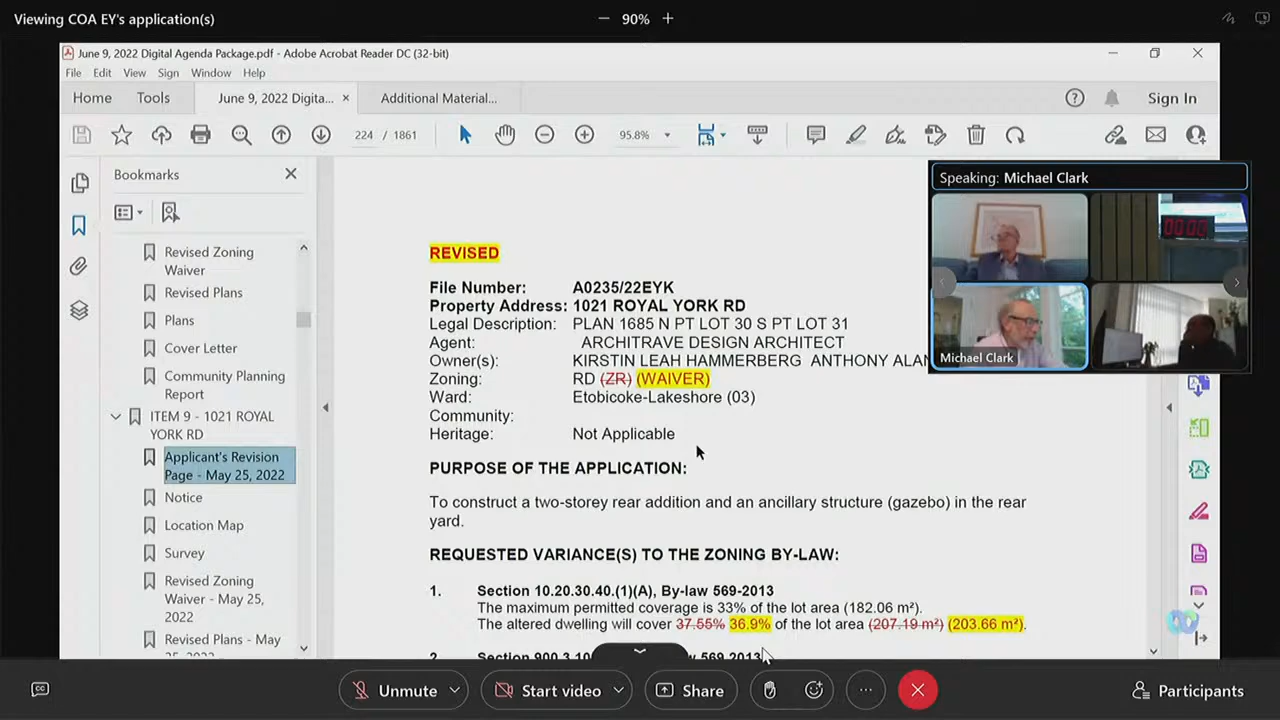 Viewing COA EY's application(s)
90%
June 9, 2022 Digital Agenda Package.pdf - Adobe Acrobat Reader DC (32-bit)
File Edit View Sign Window Help
Home Tools June 9, 2022 Digita... × Additional Material... Sign In
224 / 1861 95.8%
Bookmarks
Revised Zoning
Waiver
Revised Plans
Plans
Cover Letter
Community Planning
Report
ITEM 9 - 1021 ROYAL
YORK RD
Applicant's Revision
Page - May 25, 2022
Notice
Location Map
Survey
Revised Zoning
Waiver - May 25,
2022
Revised Plans - May
REVISED
File Number: A0235/22EYK
Property Address: 1021 ROYAL YORK RD
Legal Description: PLAN 1685 N PT LOT 30 S PT LOT 31
Agent: ARCHITRAVE DESIGN ARCHITECT
Owner(s): KIRSTIN LEAH HAMMERBERG ANTHONY ALAN
Zoning: RD (ZR) (WAIVER)
Ward: Etobicoke-Lakeshore (03)
Community:
Heritage: Not Applicable
PURPOSE OF THE APPLICATION:
To construct a two-storey rear addition and an ancillary structure (gazebo) in the rear
yard.
REQUESTED VARIANCE(S) TO THE ZONING BY-LAW:
1. Section 10.20.30.40.(1)(A), By-law 569-2013
The maximum permitted coverage is 33% of the lot area (182.06 m²).
The altered dwelling will cover 37.55% 36.9% of the lot area (207.19 m²) (203.66 m²).
Speaking: Michael Clark
Michael Clark
Unmute Start video Share Participants